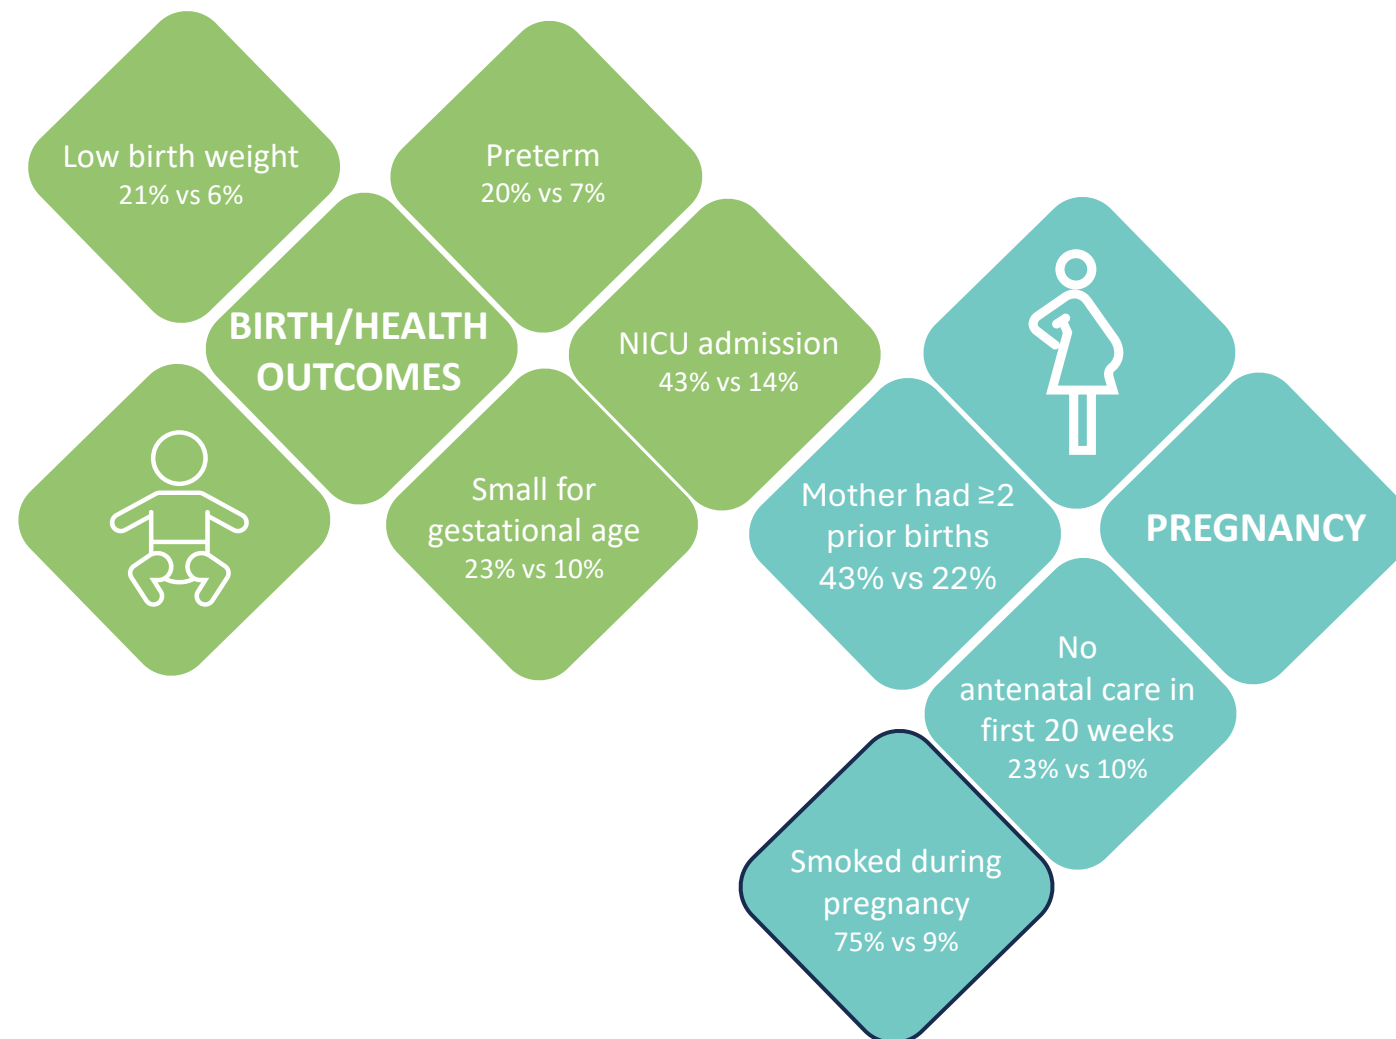 Low birth weight
21% vs 6%
Preterm
20% vs 7%
BIRTH/HEALTH
OUTCOMES
NICU admission
43% vs 14%
Small for
gestational age
23% vs 10%
Mother had ≥2
prior births
43% vs 22%
PREGNANCY
No
antenatal care in
first 20 weeks
23% vs 10%
Smoked during
pregnancy
75% vs 9%